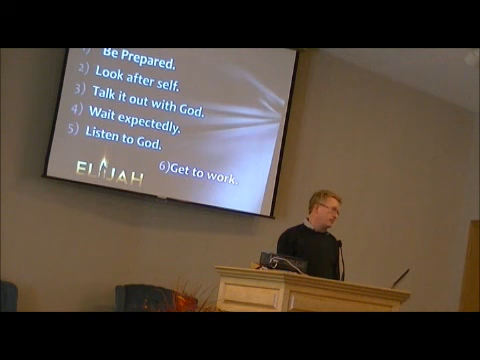 1) Be Prepared.
2) Look after self.
3) Talk it out with God.
4) Wait expectedly.
5) Listen to God.
6)Get to work.
ELIJAH